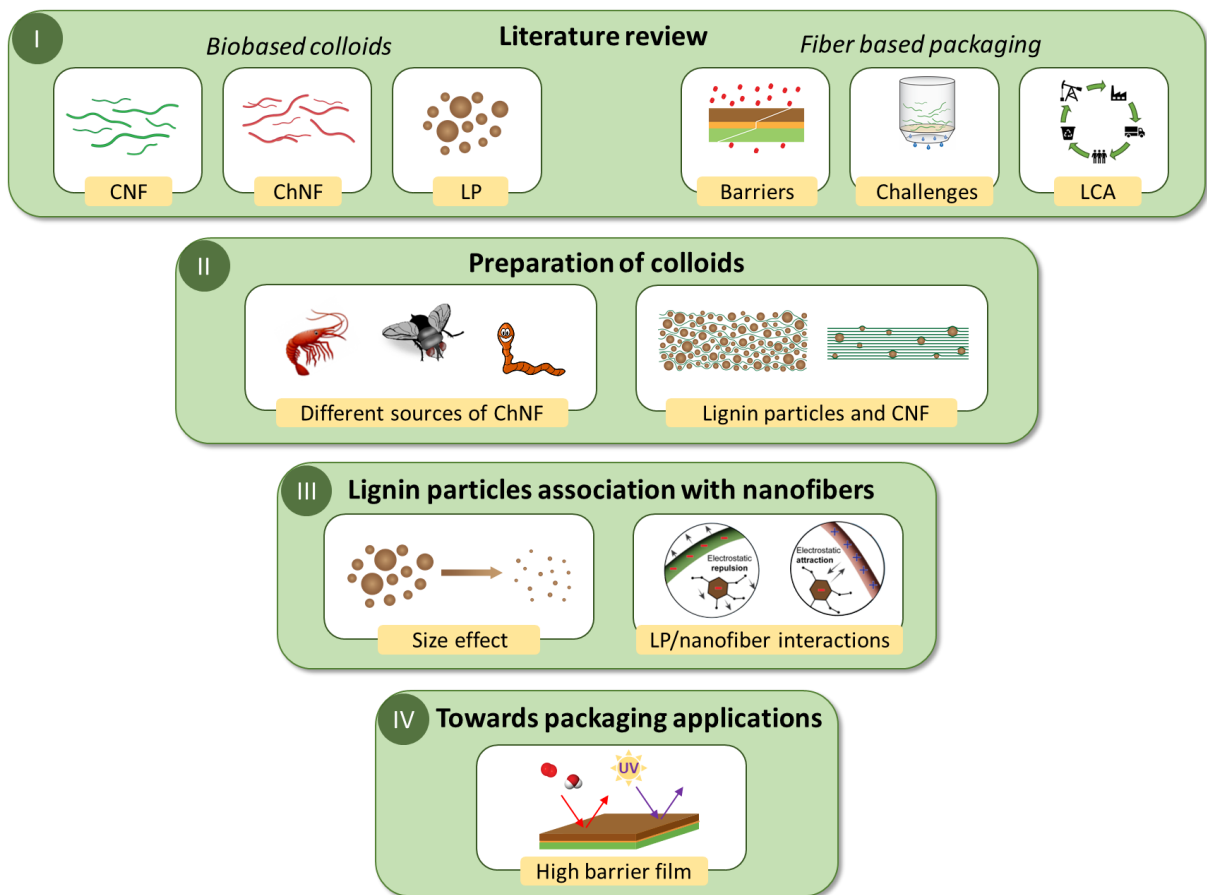 I
Literature review
Biobased colloids
Fiber based packaging
CNF
ChNF
LP
Barriers
Challenges
LCA
II
Preparation of colloids
Different sources of ChNF
Lignin particles and CNF
III
Lignin particles association with nanofibers
Size effect
Electrostatic
repulsion
Electrostatic
attraction
LP/nanofiber interactions
IV
Towards packaging applications
UV
High barrier film